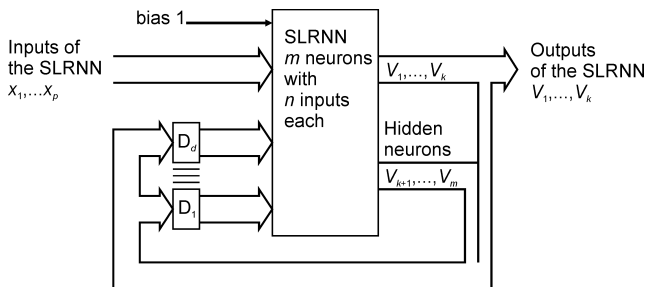 bias 1
Inputs of
the SLRNN
x₁,...xₚ
SLRNN
m neurons
with
n inputs
each
V₁,...,Vₖ
Outputs
of the SLRNN
V₁,...,Vₖ
Hidden
neurons
Vₖ₊₁,...,Vₘ
D_d
D₁